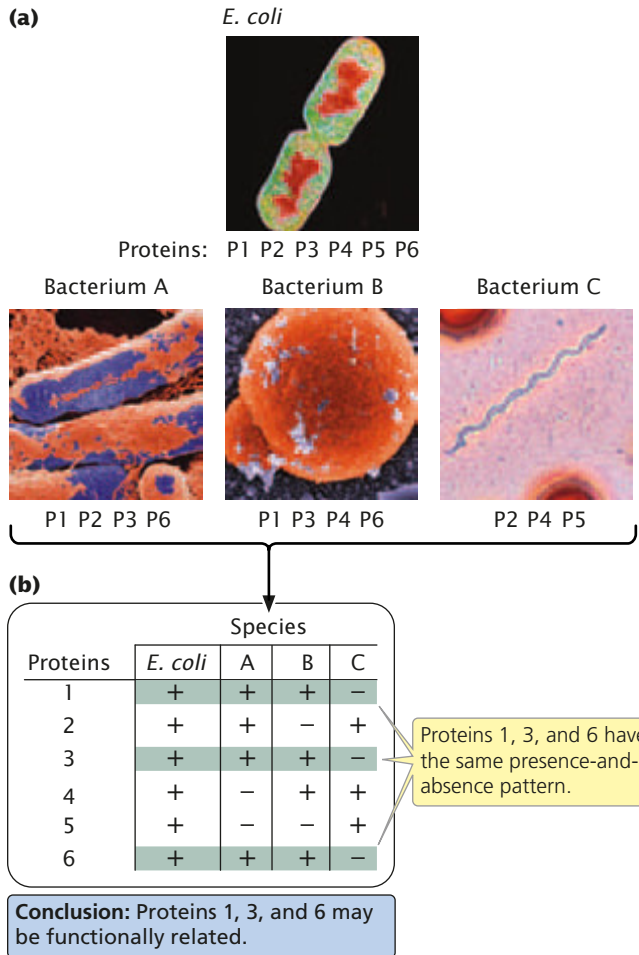 (a)
E. coli
Proteins: P1 P2 P3 P4 P5 P6
Bacterium A Bacterium B Bacterium C
P1 P2 P3 P6 P1 P3 P4 P6 P2 P4 P5
(b)
Species
Proteins E. coli A B C
1 + + + –
2 + + – +
3 + + + –
4 + – + +
5 + – – +
6 + + + –
Proteins 1, 3, and 6 have
the same presence-and-
absence pattern.
Conclusion: Proteins 1, 3, and 6 may
be functionally related.